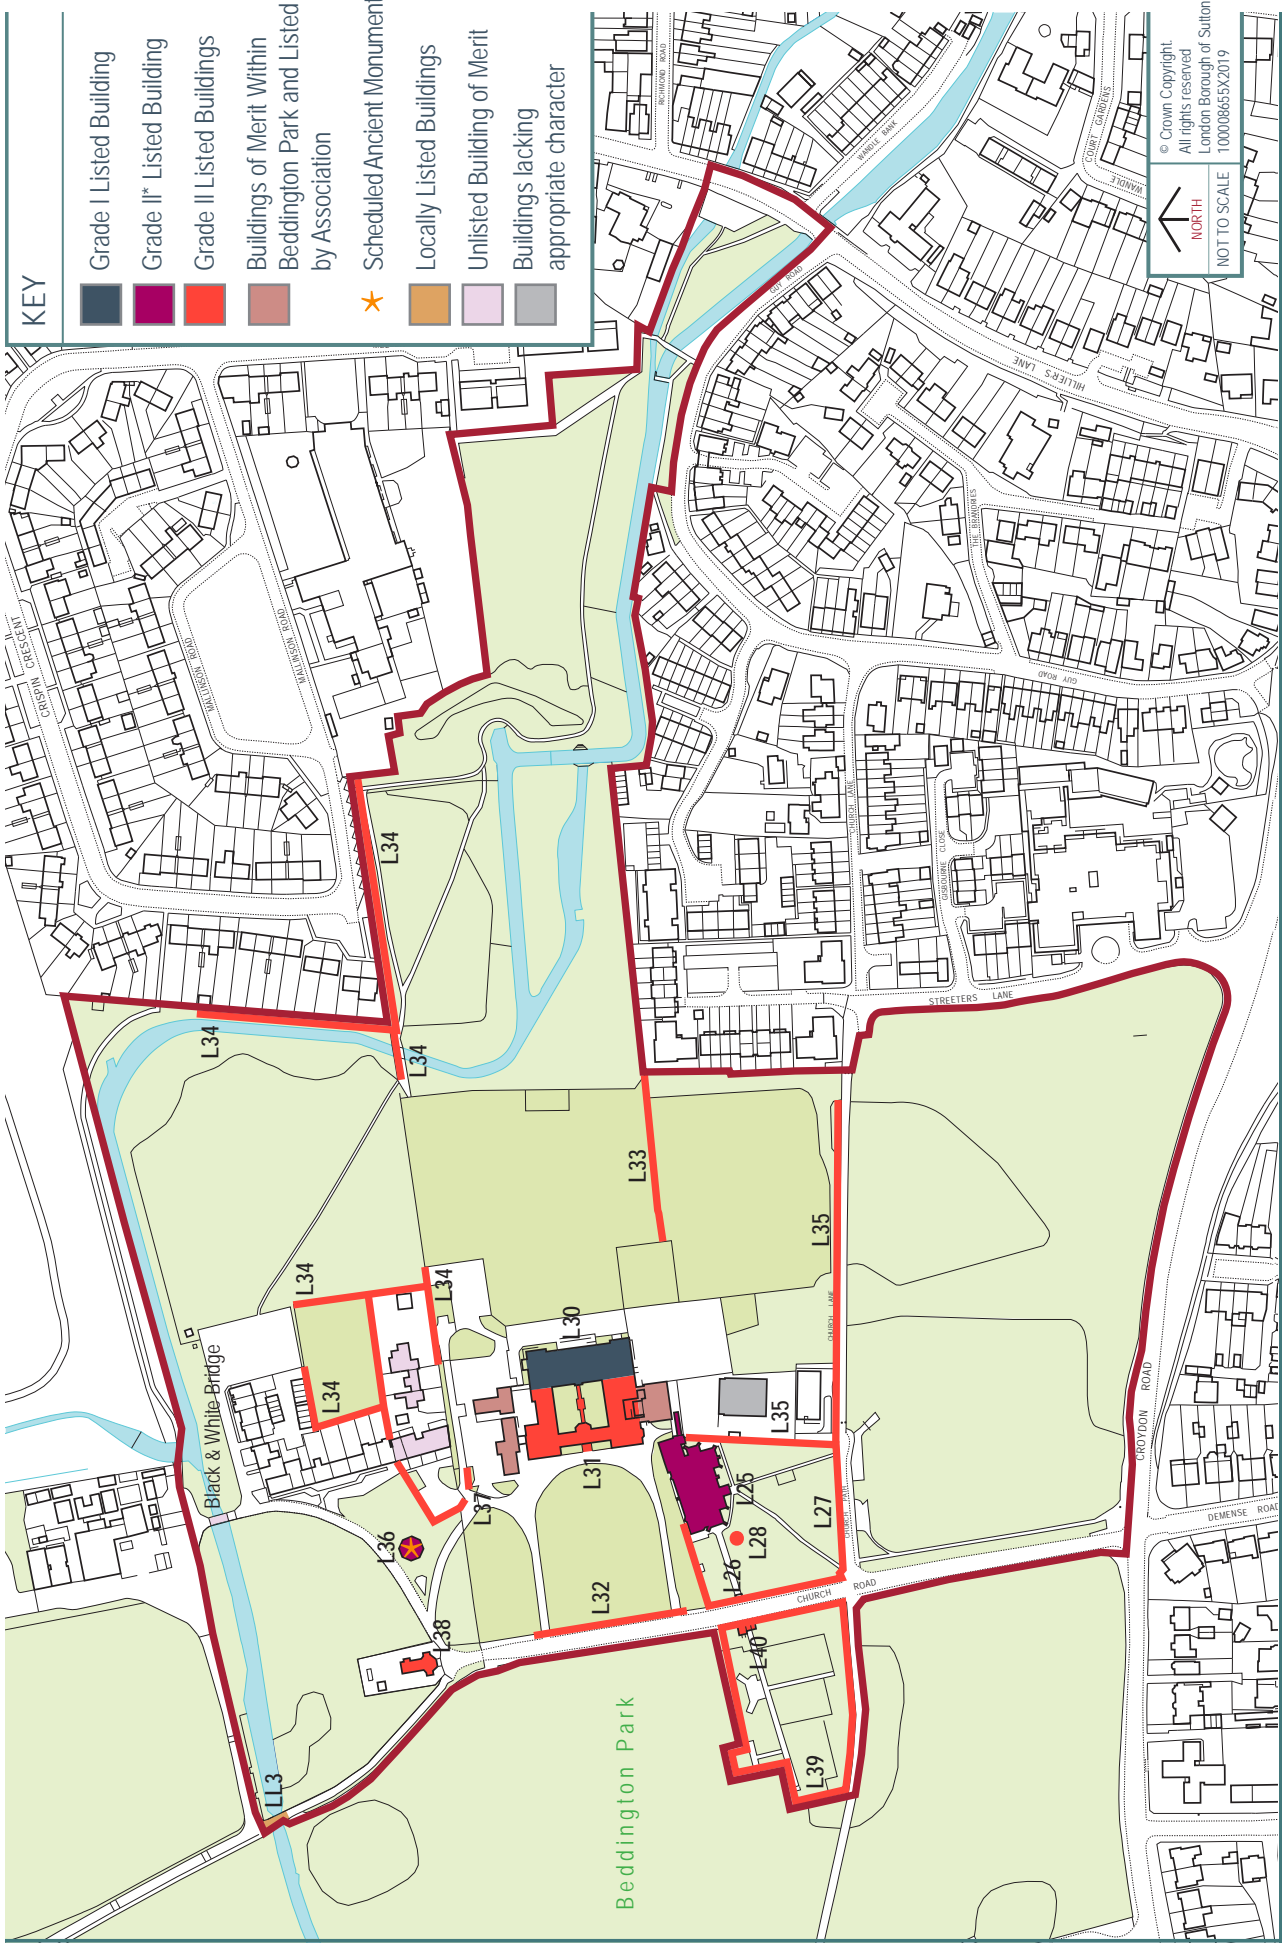 KEY
Grade I Listed Building
Grade II* Listed Building
Grade II Listed Buildings
Buildings of Merit Within
Beddington Park and Listed
by Association
Scheduled Ancient Monument
Locally Listed Buildings
Unlisted Building of Merit
Buildings lacking
appropriate character
© Crown Copyright.
All rights reserved
London Borough of Sutton
100008655X2019
NORTH
NOT TO SCALE
RICHMOND ROAD
WANDLE BANK
COURT GARDENS
WANDLE
GUY ROAD
HILLIER'S LANE
THE BRANDRIES
GUY ROAD
CRISPIN CRESCENT
MALLINSON ROAD
MALLINSON ROAD
CHURCH LANE
GISBOURNE CLOSE
STREETERS LANE
CHURCH LANE
CHURCH PATH
CHURCH ROAD
CROYDON ROAD
DEMENSE ROAD
Black & White Bridge
Beddington Park
L34
L34
L34
L34
L34
L34
L33
L35
L35
L30
L31
L32
L25
L26
L27
L28
L36
L37
L38
L39
L40
LL3